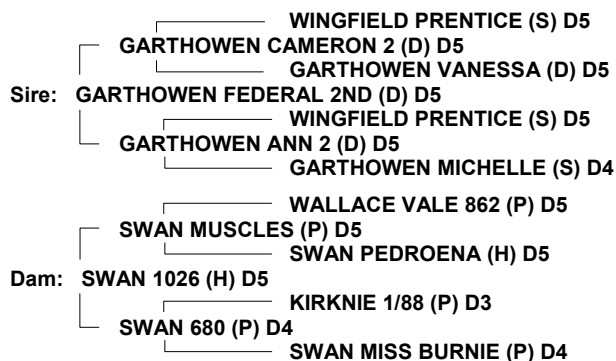 WINGFIELD PRENTICE (S) D5
GARTHOWEN CAMERON 2 (D) D5
GARTHOWEN VANESSA (D) D5
Sire: GARTHOWEN FEDERAL 2ND (D) D5
WINGFIELD PRENTICE (S) D5
GARTHOWEN ANN 2 (D) D5
GARTHOWEN MICHELLE (S) D4
WALLACE VALE 862 (P) D5
SWAN MUSCLES (P) D5
SWAN PEDROENA (H) D5
Dam: SWAN 1026 (H) D5
KIRKNIE 1/88 (P) D3
SWAN 680 (P) D4
SWAN MISS BURNIE (P) D4